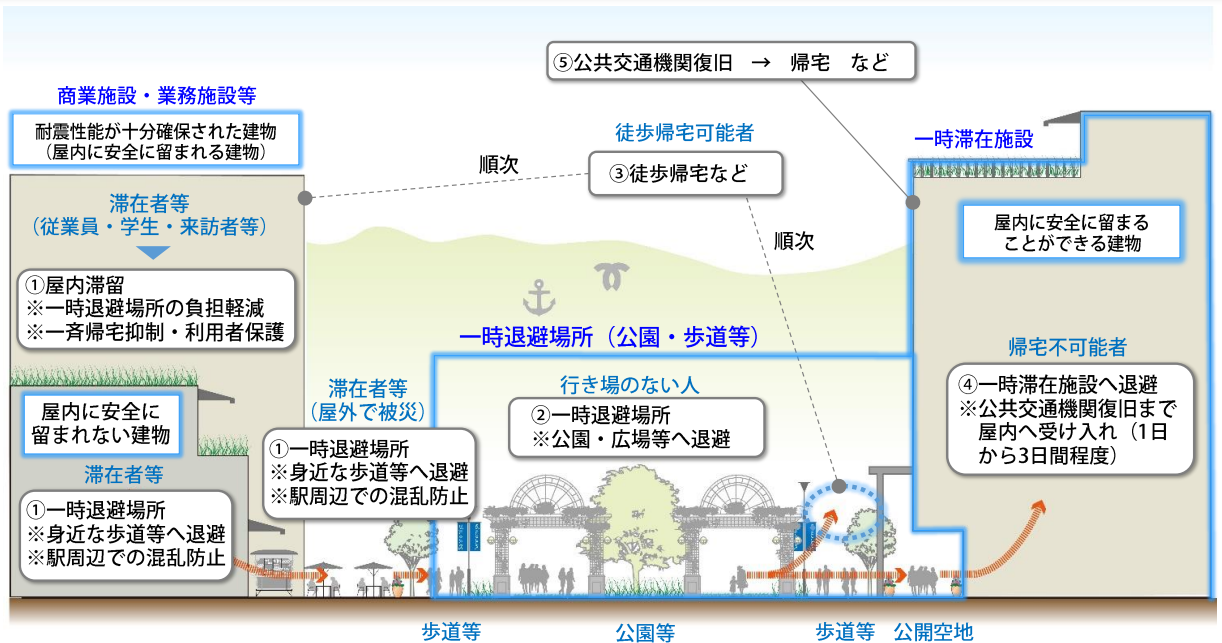 ⑤公共交通機関復旧　→　帰宅　など
商業施設・業務施設等
耐震性能が十分確保された建物
（屋内に安全に留まれる建物）
徒歩帰宅可能者
③徒歩帰宅など
順次
順次
一時滞在施設
屋内に安全に留まる
ことができる建物
滞在者等
（従業員・学生・来訪者等）
①屋内滞留
※一時退避場所の負担軽減
※一斉帰宅抑制・利用者保護
一時退避場所（公園・歩道等）
帰宅不可能者
④一時滞在施設へ退避
※公共交通機関復旧まで
屋内へ受け入れ（1日
から3日間程度）
行き場のない人
②一時退避場所
※公園・広場等へ退避
滞在者等
（屋外で被災）
①一時退避場所
※身近な歩道等へ退避
※駅周辺での混乱防止
屋内に安全に
留まれない建物
滞在者等
①一時退避場所
※身近な歩道等へ退避
※駅周辺での混乱防止
歩道等
公園等
歩道等
公開空地